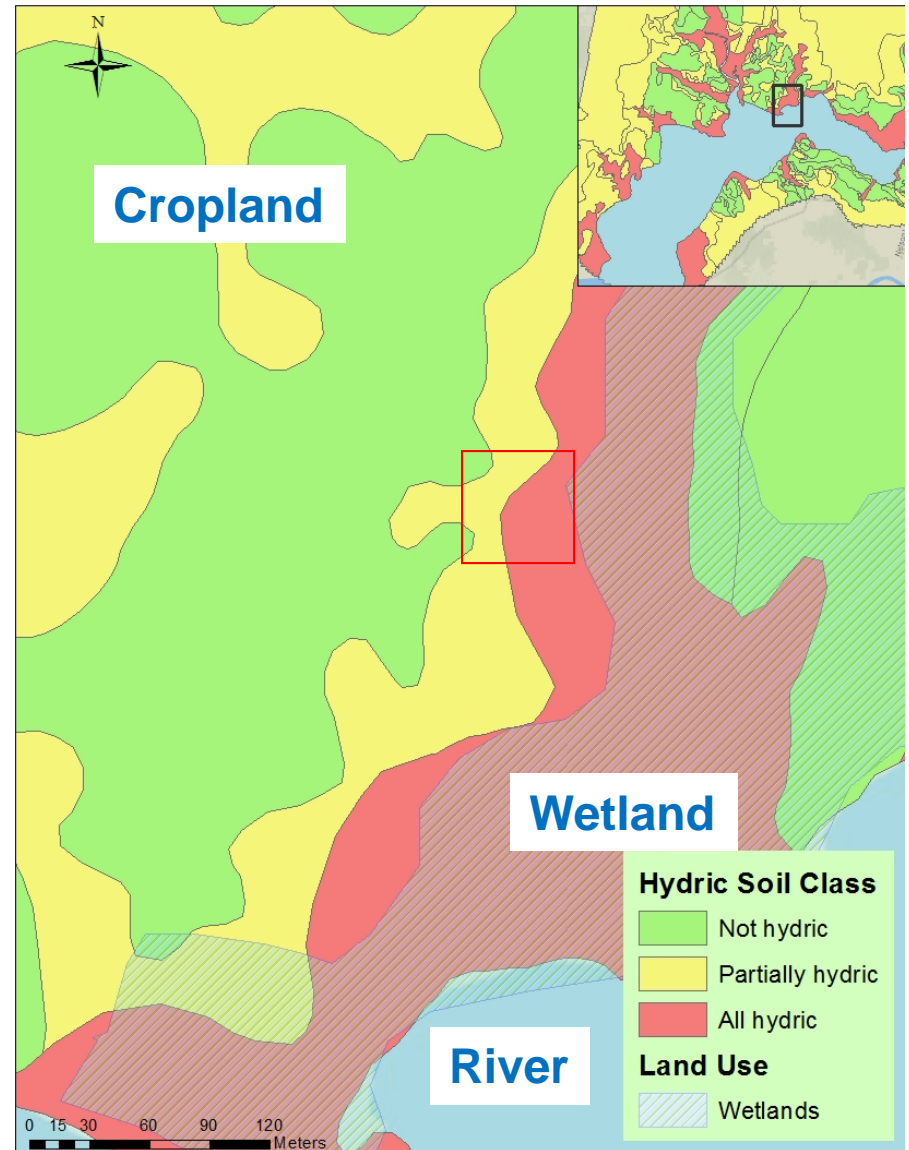 N
Cropland
Wetland
Hydric Soil Class
Not hydric
Partially hydric
All hydric
Land Use
Wetlands
River
0 15 30 60 90 120
Meters